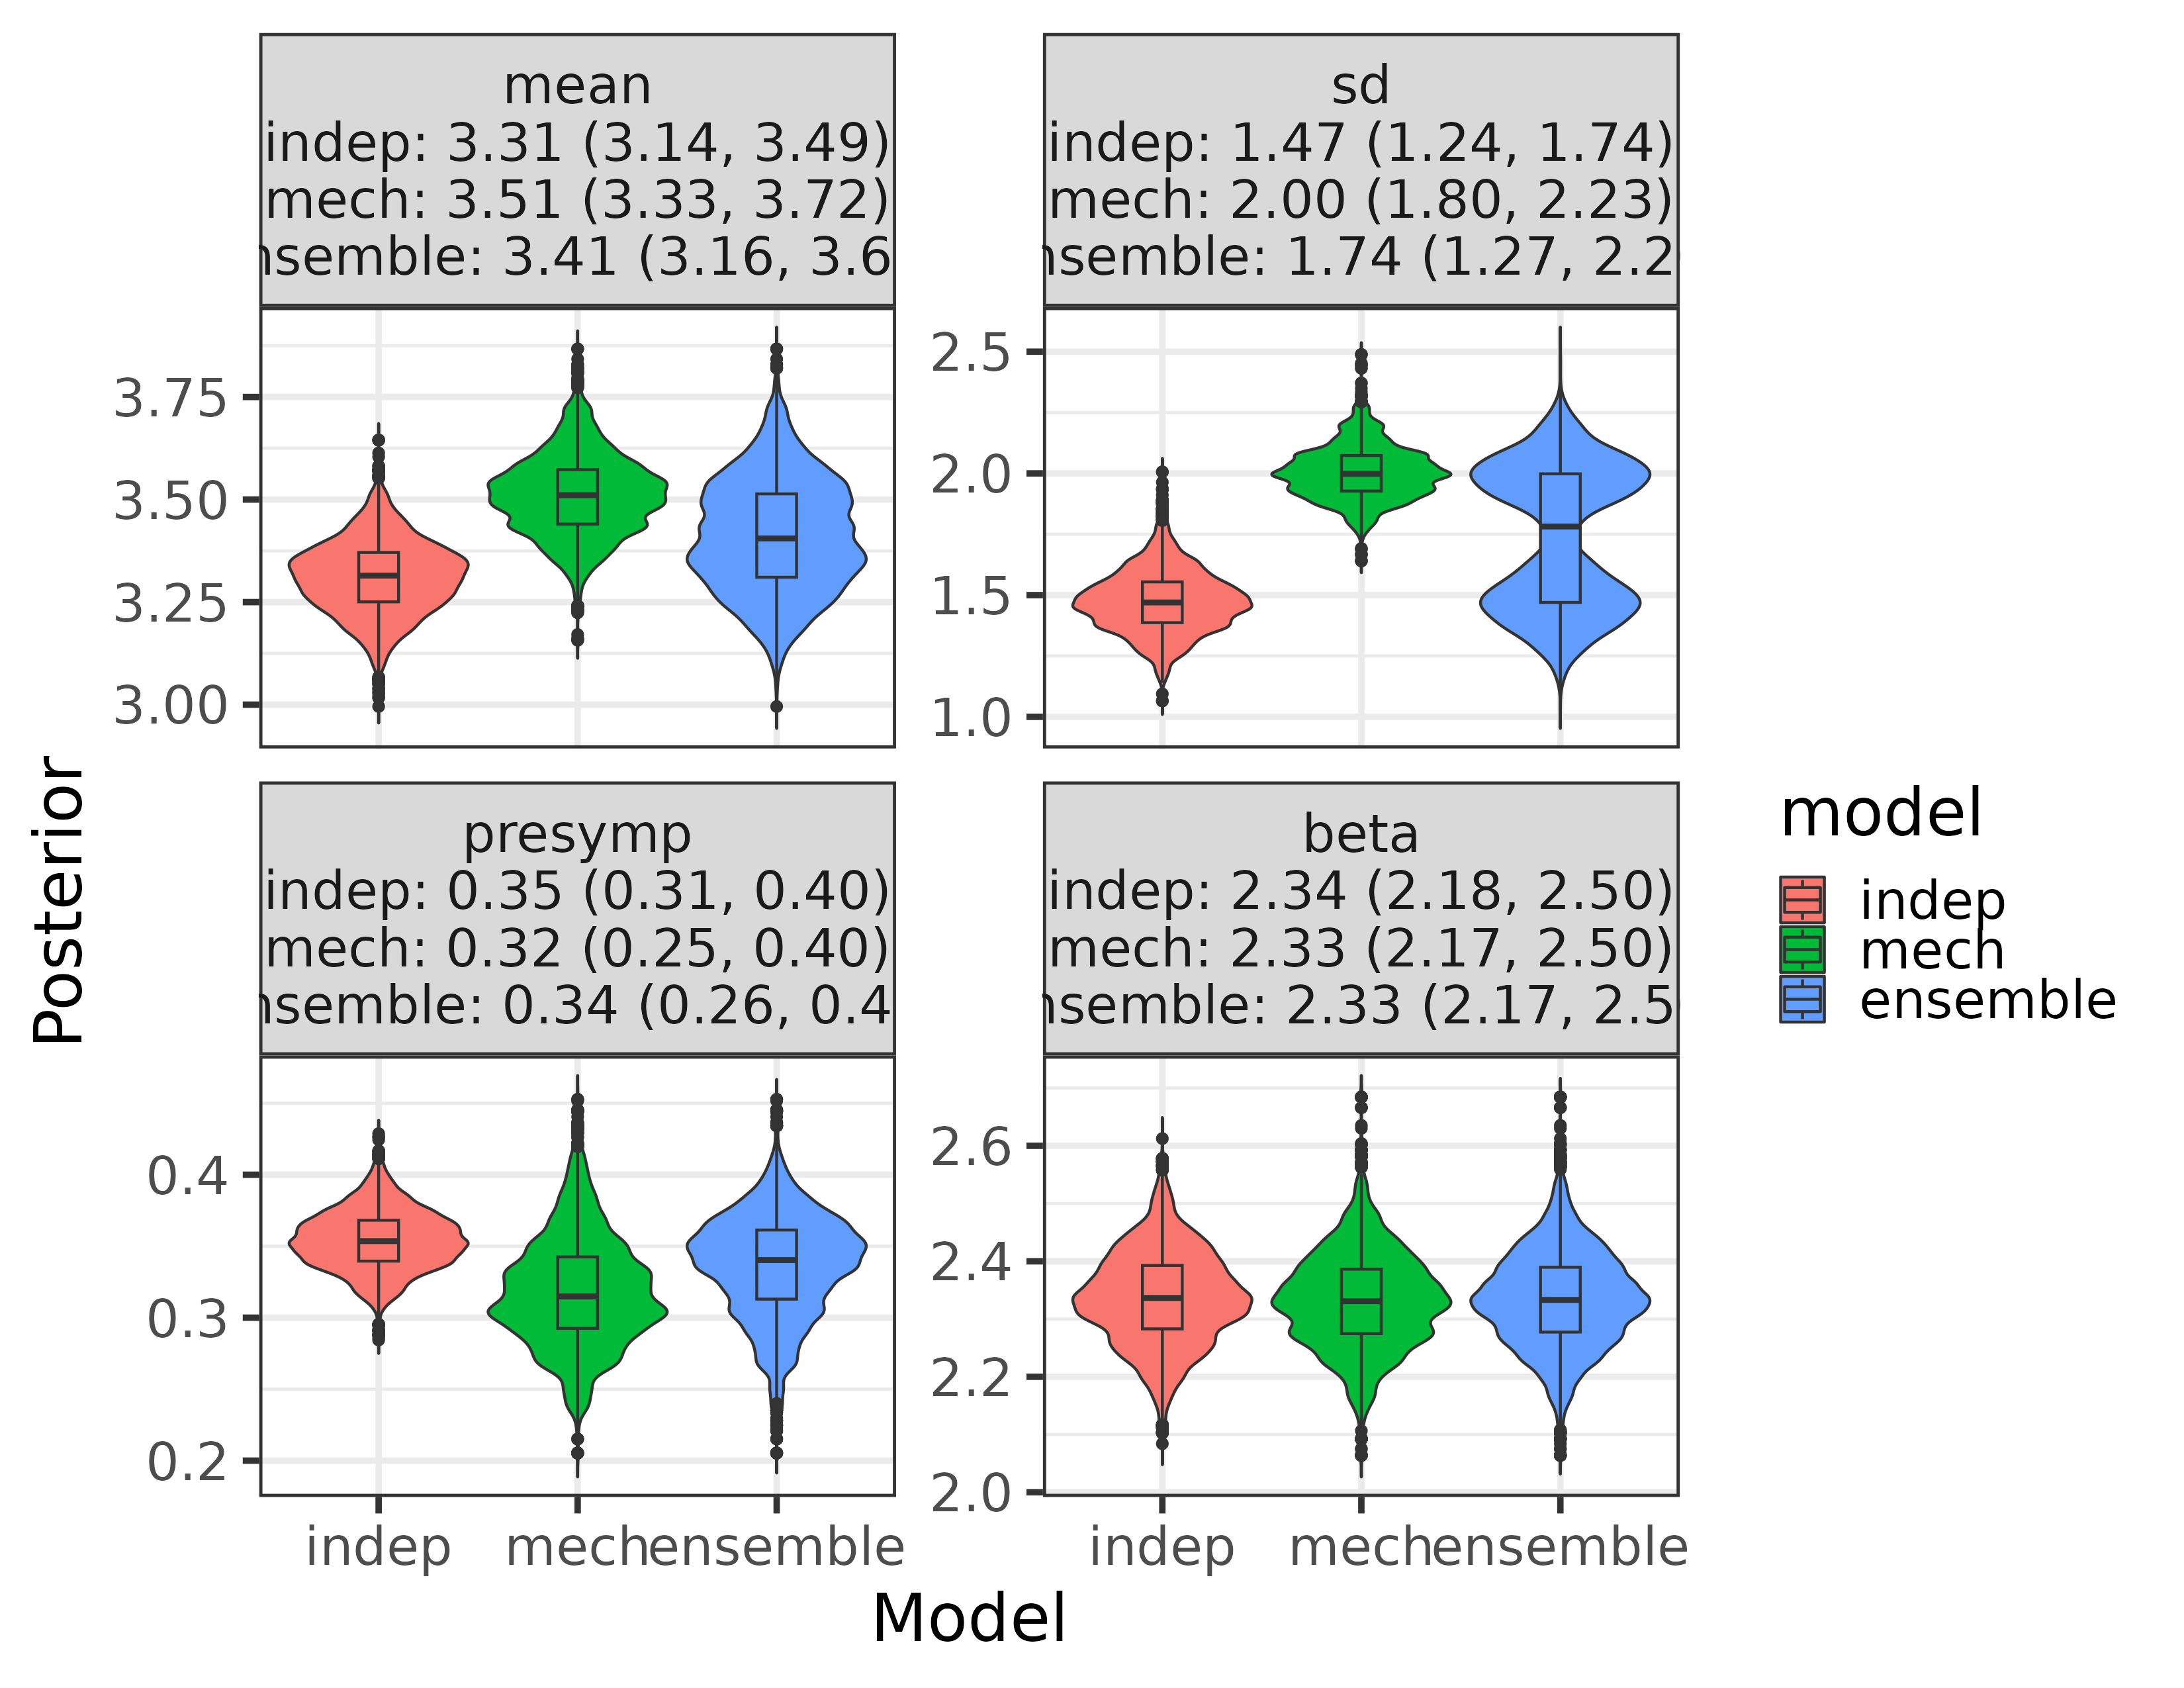 mean
indep: 3.31 (3.14, 3.49)
mech: 3.51 (3.33, 3.72)
nsemble: 3.41 (3.16, 3.6
sd
indep: 1.47 (1.24, 1.74)
mech: 2.00 (1.80, 2.23)
nsemble: 1.74 (1.27, 2.2
3.75
3.50
3.25
3.00
2.5
2.0
1.5
1.0
Posterior
presymp
indep: 0.35 (0.31, 0.40)
mech: 0.32 (0.25, 0.40)
nsemble: 0.34 (0.26, 0.4
beta
indep: 2.34 (2.18, 2.50)
mech: 2.33 (2.17, 2.50)
nsemble: 2.33 (2.17, 2.5
0.4
0.3
0.2
2.6
2.4
2.2
2.0
indep mech ensemble
indep mech ensemble
Model
model
indep
mech
ensemble